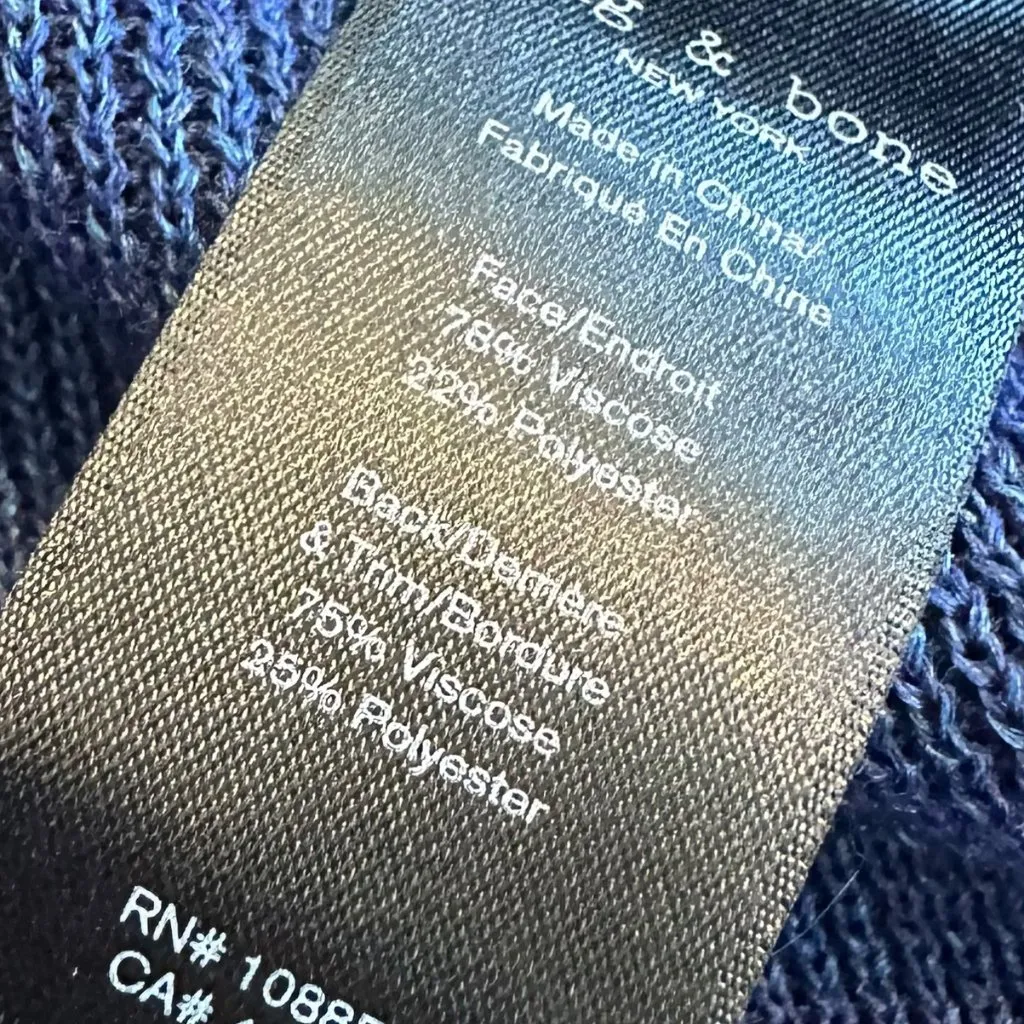 & bone
NEW YORK
Made in China/
Fabriqué En Chine
Face/Endroit
78% Viscose
22% Polyester
Back/Derrière
& Trim/Bordure
75% Viscose
25% Polyester
RN#
CA#